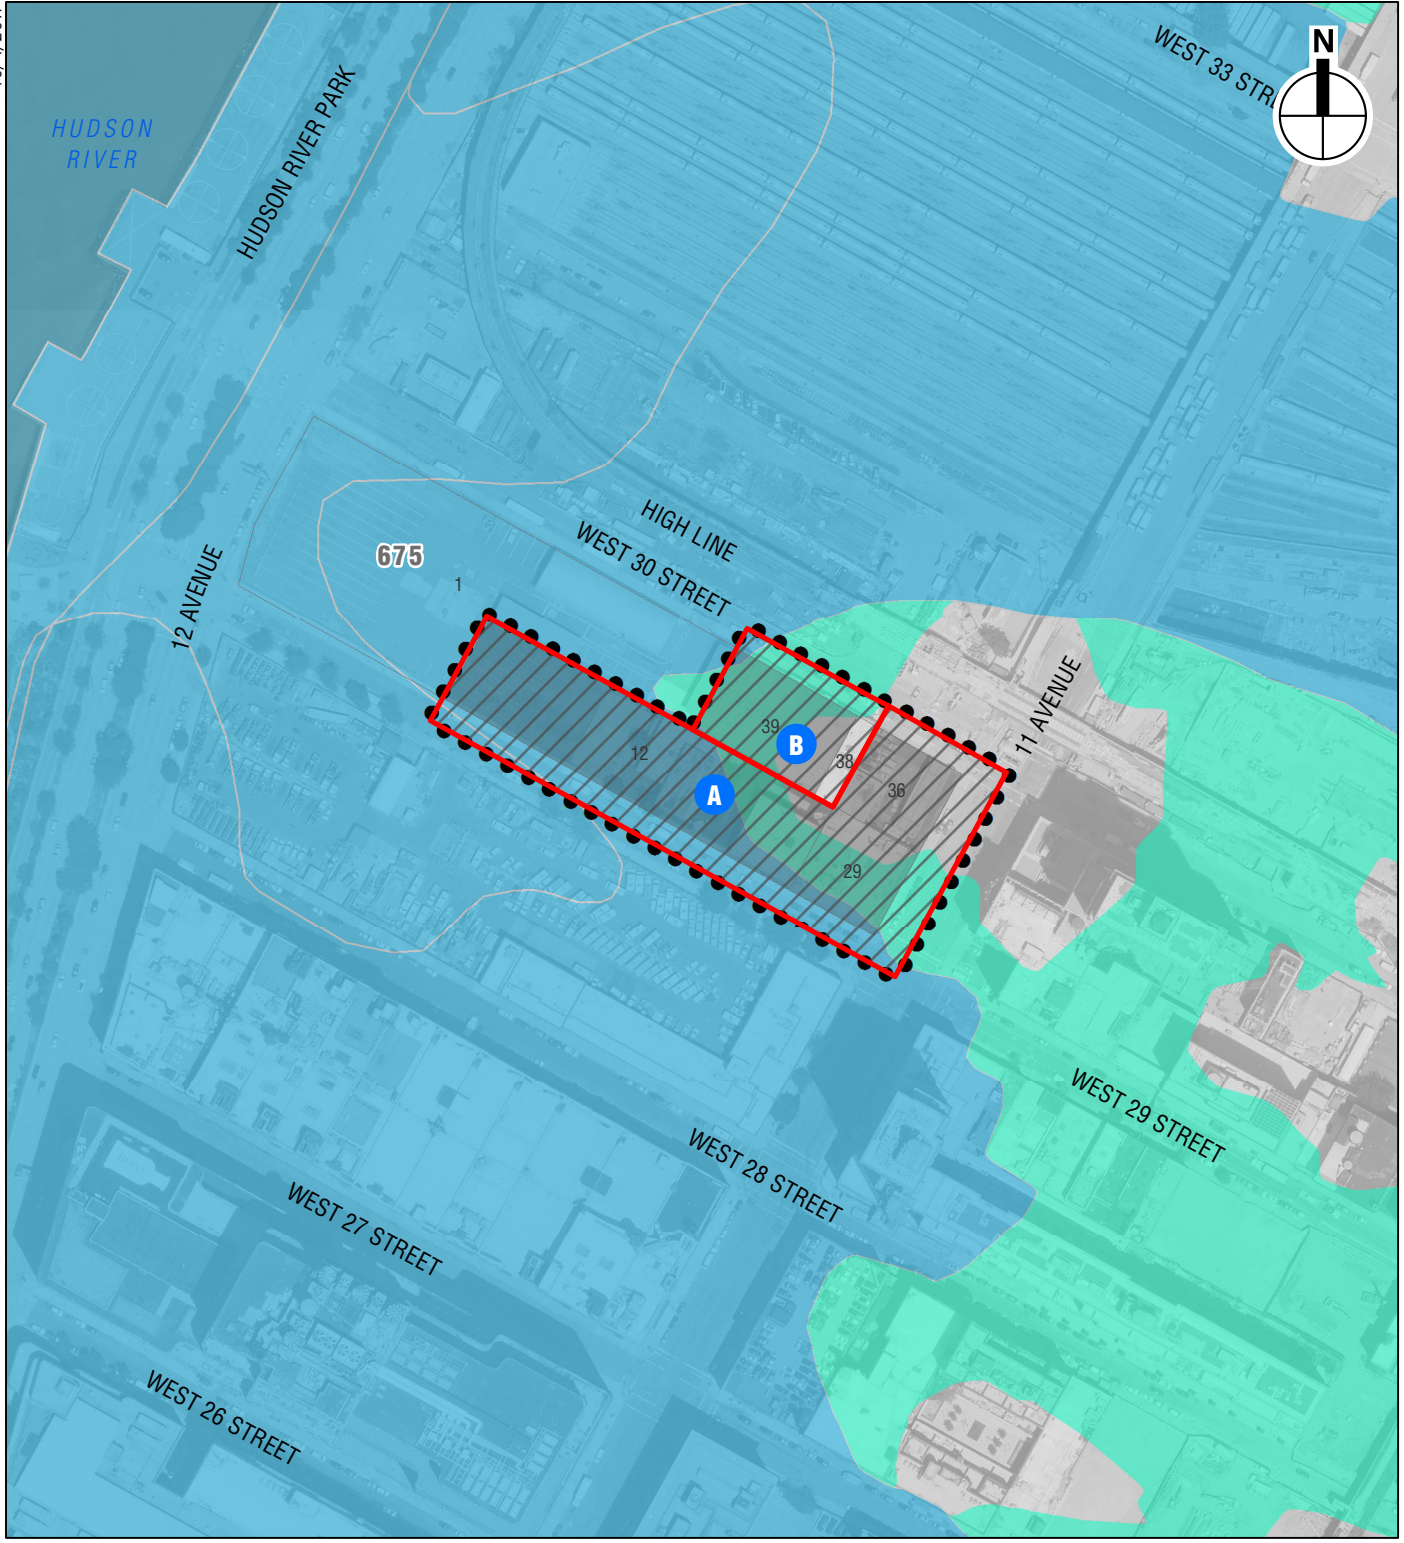 WEST 33 STRE
N
HUDSON
RIVER
HUDSON RIVER PARK
HIGH LINE
WEST 30 STREET
675
1
12 AVENUE
11 AVENUE
39
B
38
12
36
A
29
WEST 29 STREET
WEST 28 STREET
WEST 27 STREET
WEST 26 STREET